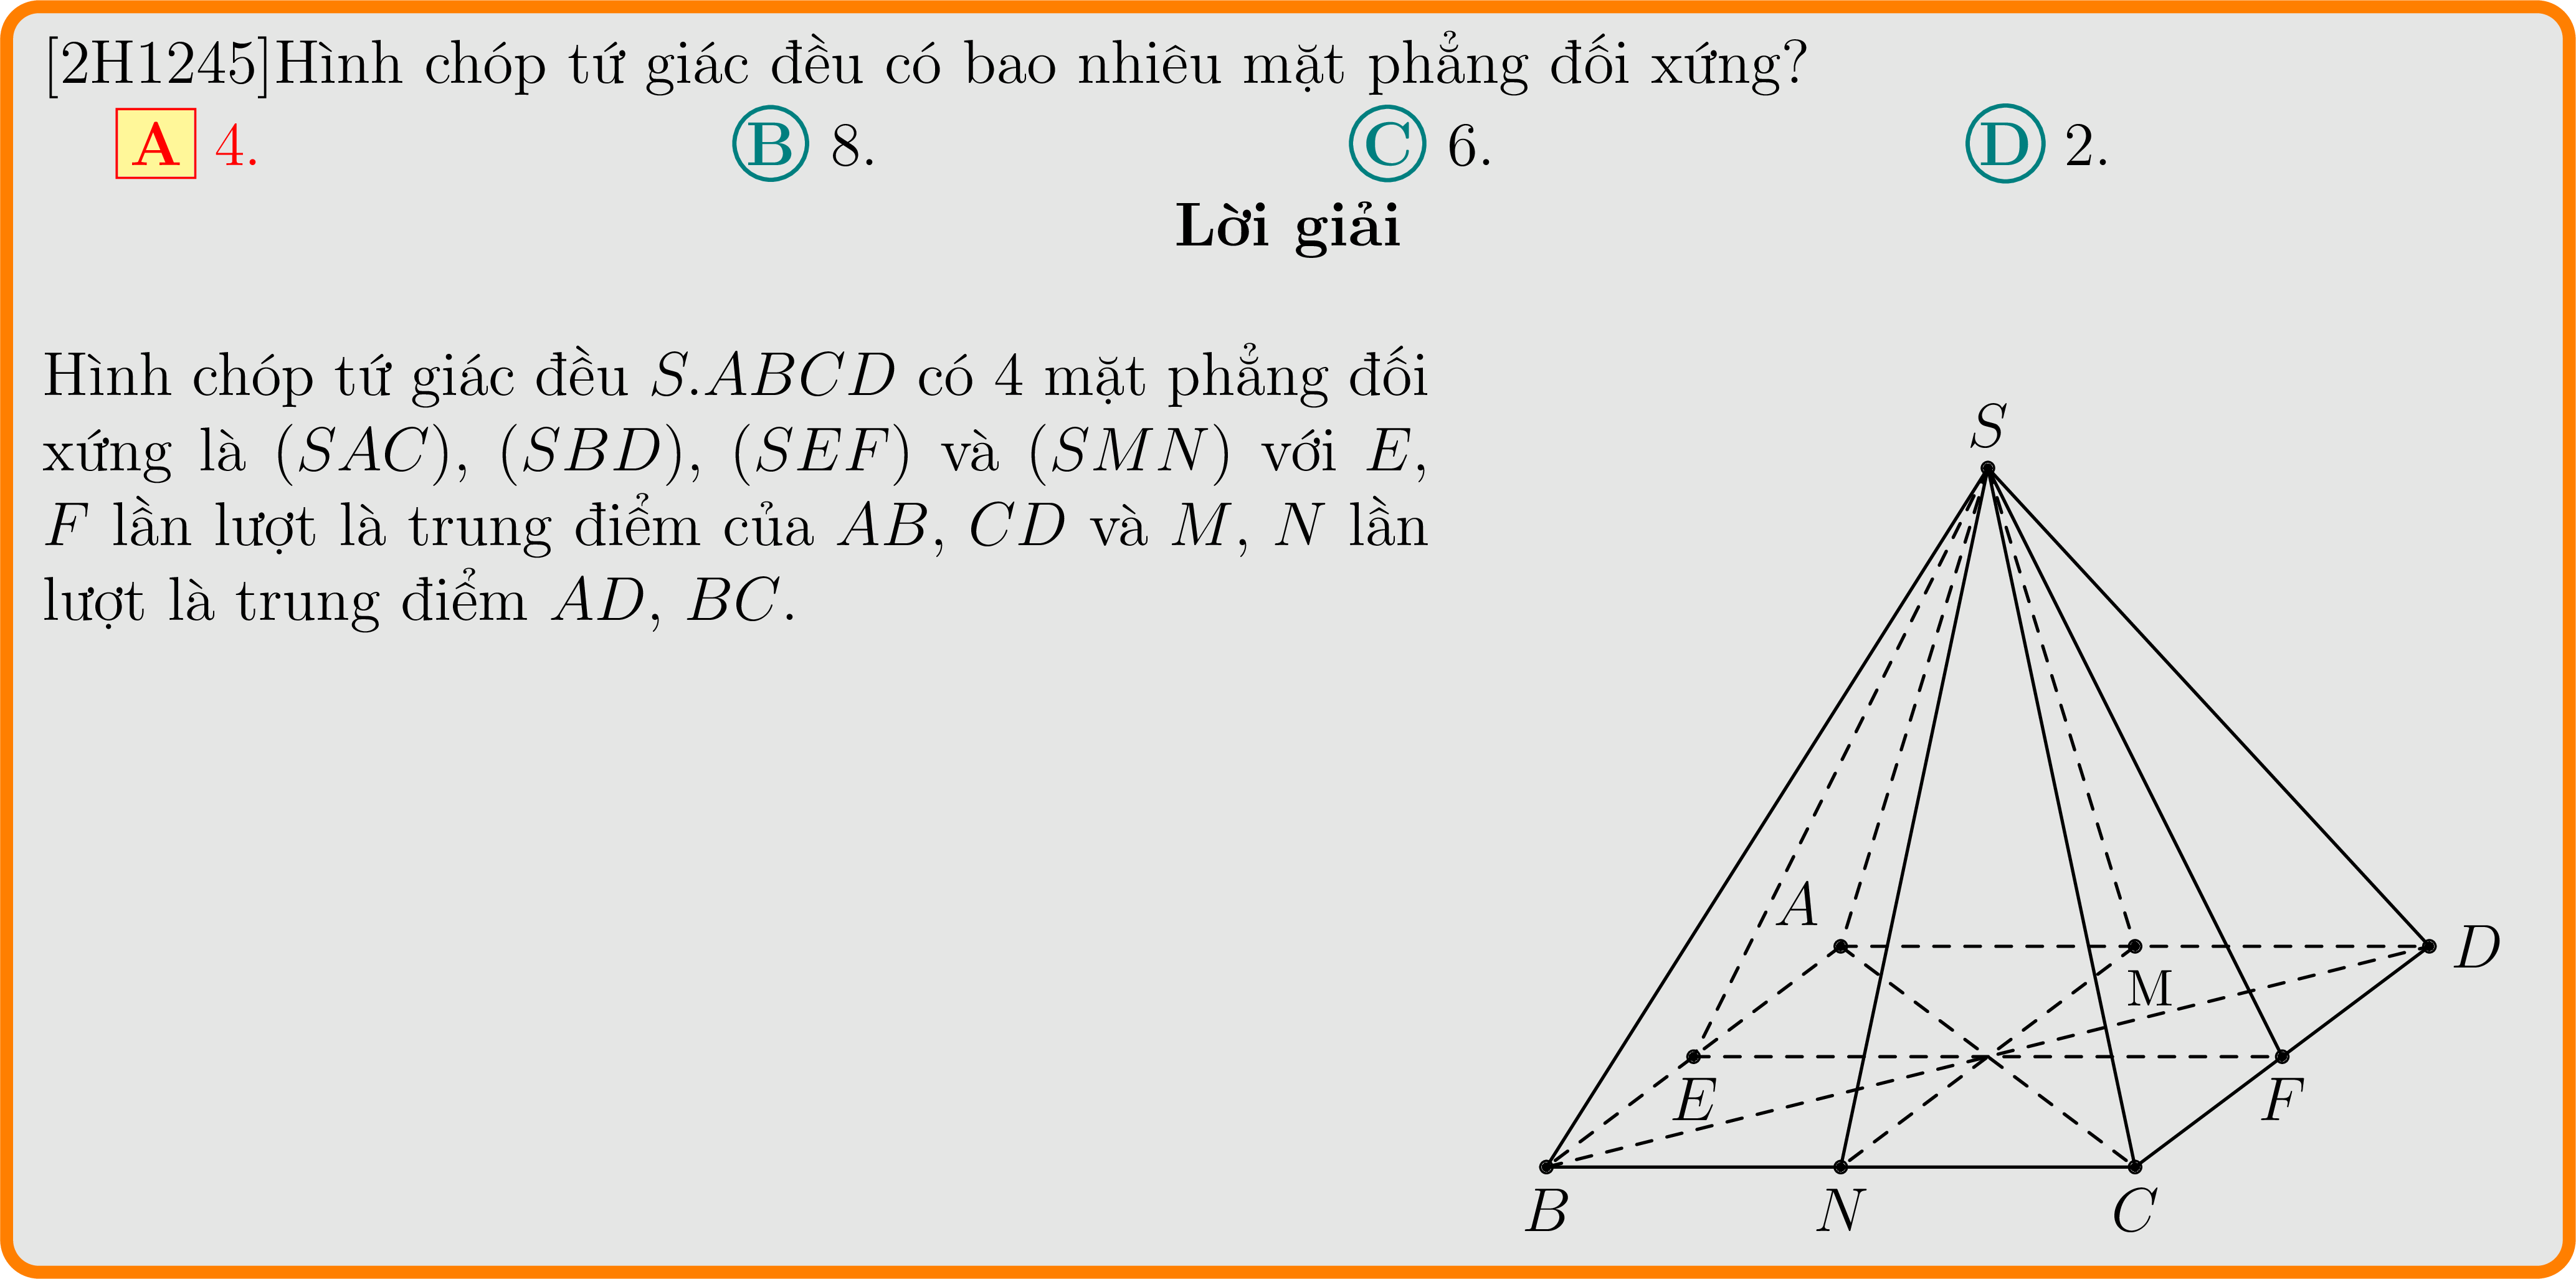 [2H1245]Hình chóp tứ giác đều có bao nhiêu mặt phẳng đối xứng?
A 4. B 8. C 6. D 2.
Lời giải
Hình chóp tứ giác đều S.ABCD có 4 mặt phẳng đối
xứng là (SAC), (SBD), (SEF) và (SMN) với E,
F lần lượt là trung điểm của AB, CD và M, N lần
lượt là trung điểm AD, BC.
S
A
D
M
E
F
B
N
C